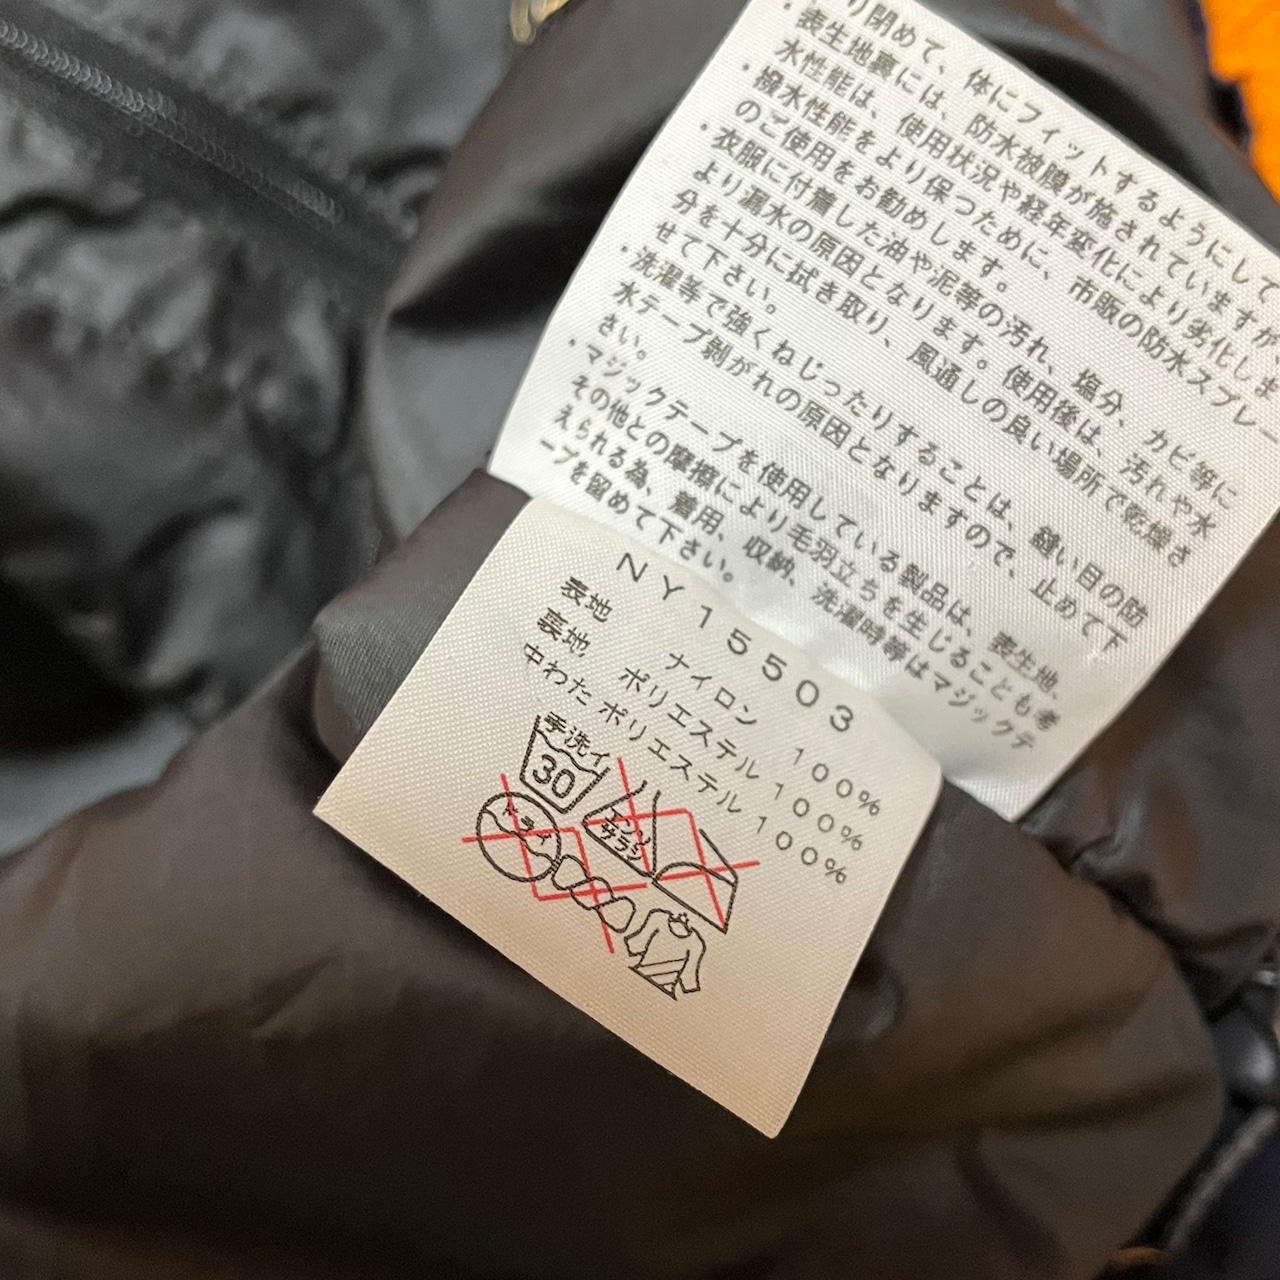 り閉めて、体にフィットするようにして
・表生地裏には、防水被膜が施されていますが、
水性能は、使用状況や経年変化により劣化しま
・撥水性能をより保つために、市販の防水スプレー
のご使用をお勧めします。
・衣服に付着した油や泥等の汚れ、塩分、カビ等に
より漏水の原因となります。使用後は、汚れや水
分を十分に拭き取り、風通しの良い場所で乾燥さ
せて下さい。
・洗濯等で強くねじったりすることは、縫い目の防
水テープ剥がれの原因となりますので、止めて下
さい。
・マジックテープを使用している製品は、表生地、
その他との摩擦により毛羽立ちを生じることも考
えられる為、着用、収納、洗濯時等はマジックテ
ープを留めて下さい。
NY15503
表地 ナイロン 100%
裏地 ポリエステル 100%
中わた ポリエステル 100%
手洗イ
30
エンソ
サラシ
ドライ